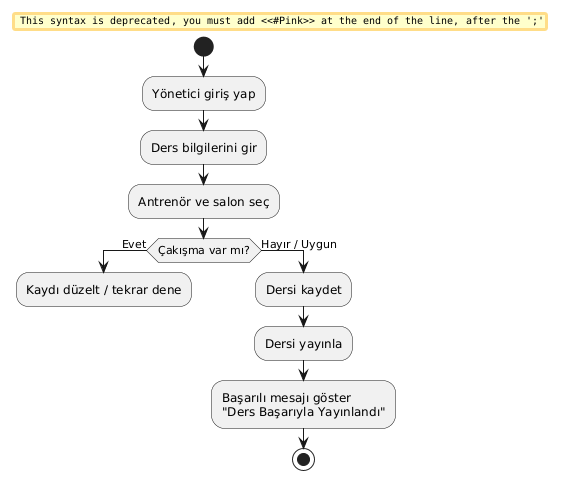 This syntax is deprecated, you must add <<#Pink>> at the end of the line, after the ';'
Yönetici giriş yap
Ders bilgilerini gir
Antrenör ve salon seç
Çakışma var mı?
Evet
Hayır / Uygun
Kaydı düzelt / tekrar dene
Dersi kaydet
Dersi yayınla
Başarılı mesajı göster
"Ders Başarıyla Yayınlandı"